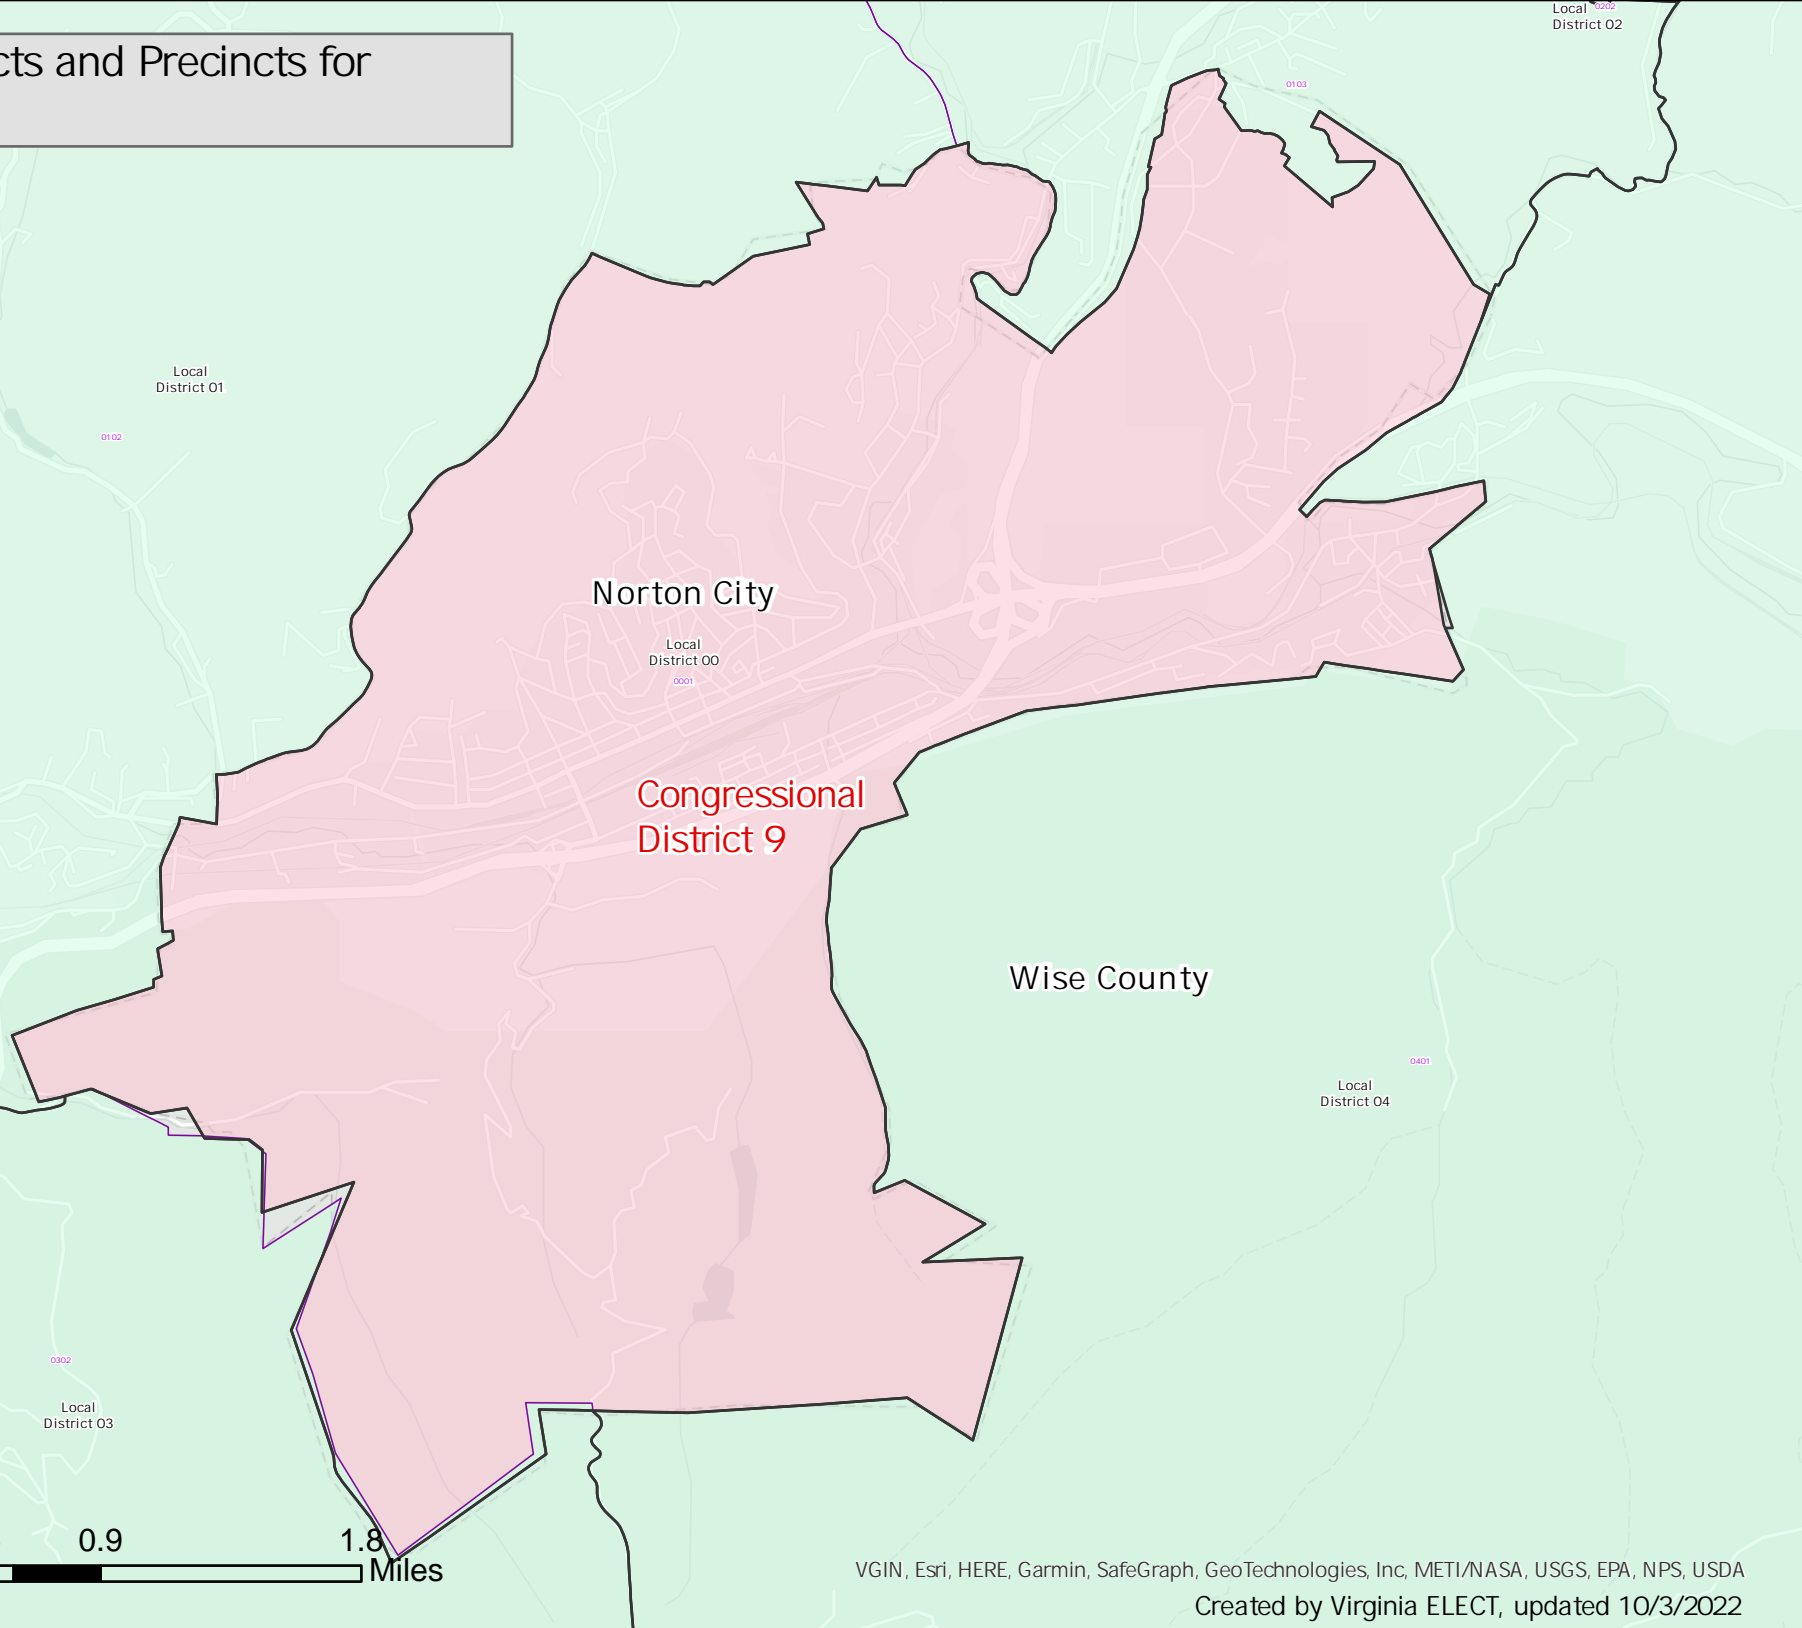 Local 0202
District 02
cts and Precincts for
0103
Local
District 01
0102
Norton City
Local
District 00
0001
Congressional
District 9
Wise County
0401
Local
District 04
0302
Local
District 03
0.9 1.8
Miles
VGIN, Esri, HERE, Garmin, SafeGraph, GeoTechnologies, Inc, METI/NASA, USGS, EPA, NPS, USDA
Created by Virginia ELECT, updated 10/3/2022